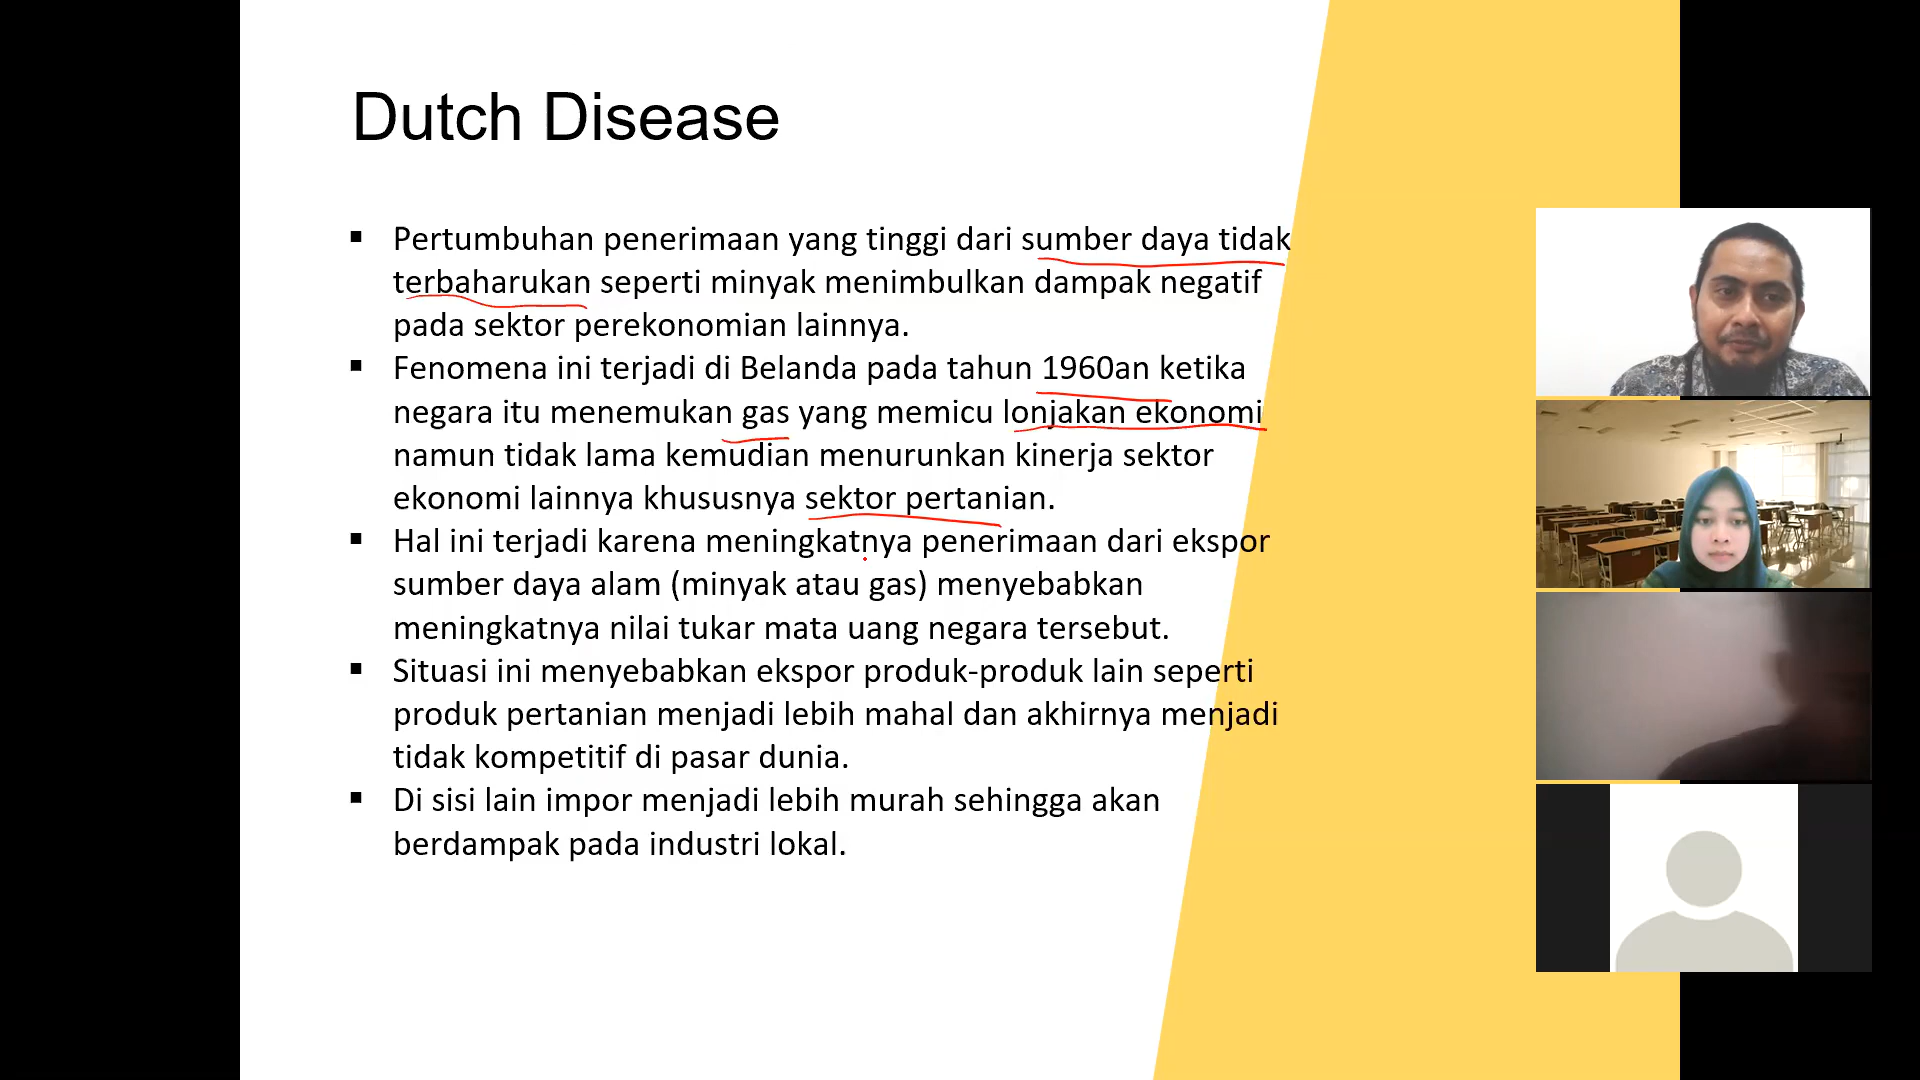 Dutch Disease
▪ Pertumbuhan penerimaan yang tinggi dari sumber daya tidak
terbaharukan seperti minyak menimbulkan dampak negatif
pada sektor perekonomian lainnya.
▪ Fenomena ini terjadi di Belanda pada tahun 1960an ketika
negara itu menemukan gas yang memicu lonjakan ekonomi
namun tidak lama kemudian menurunkan kinerja sektor
ekonomi lainnya khususnya sektor pertanian.
▪ Hal ini terjadi karena meningkatnya penerimaan dari ekspor
sumber daya alam (minyak atau gas) menyebabkan
meningkatnya nilai tukar mata uang negara tersebut.
▪ Situasi ini menyebabkan ekspor produk-produk lain seperti
produk pertanian menjadi lebih mahal dan akhirnya menjadi
tidak kompetitif di pasar dunia.
▪ Di sisi lain impor menjadi lebih murah sehingga akan
berdampak pada industri lokal.